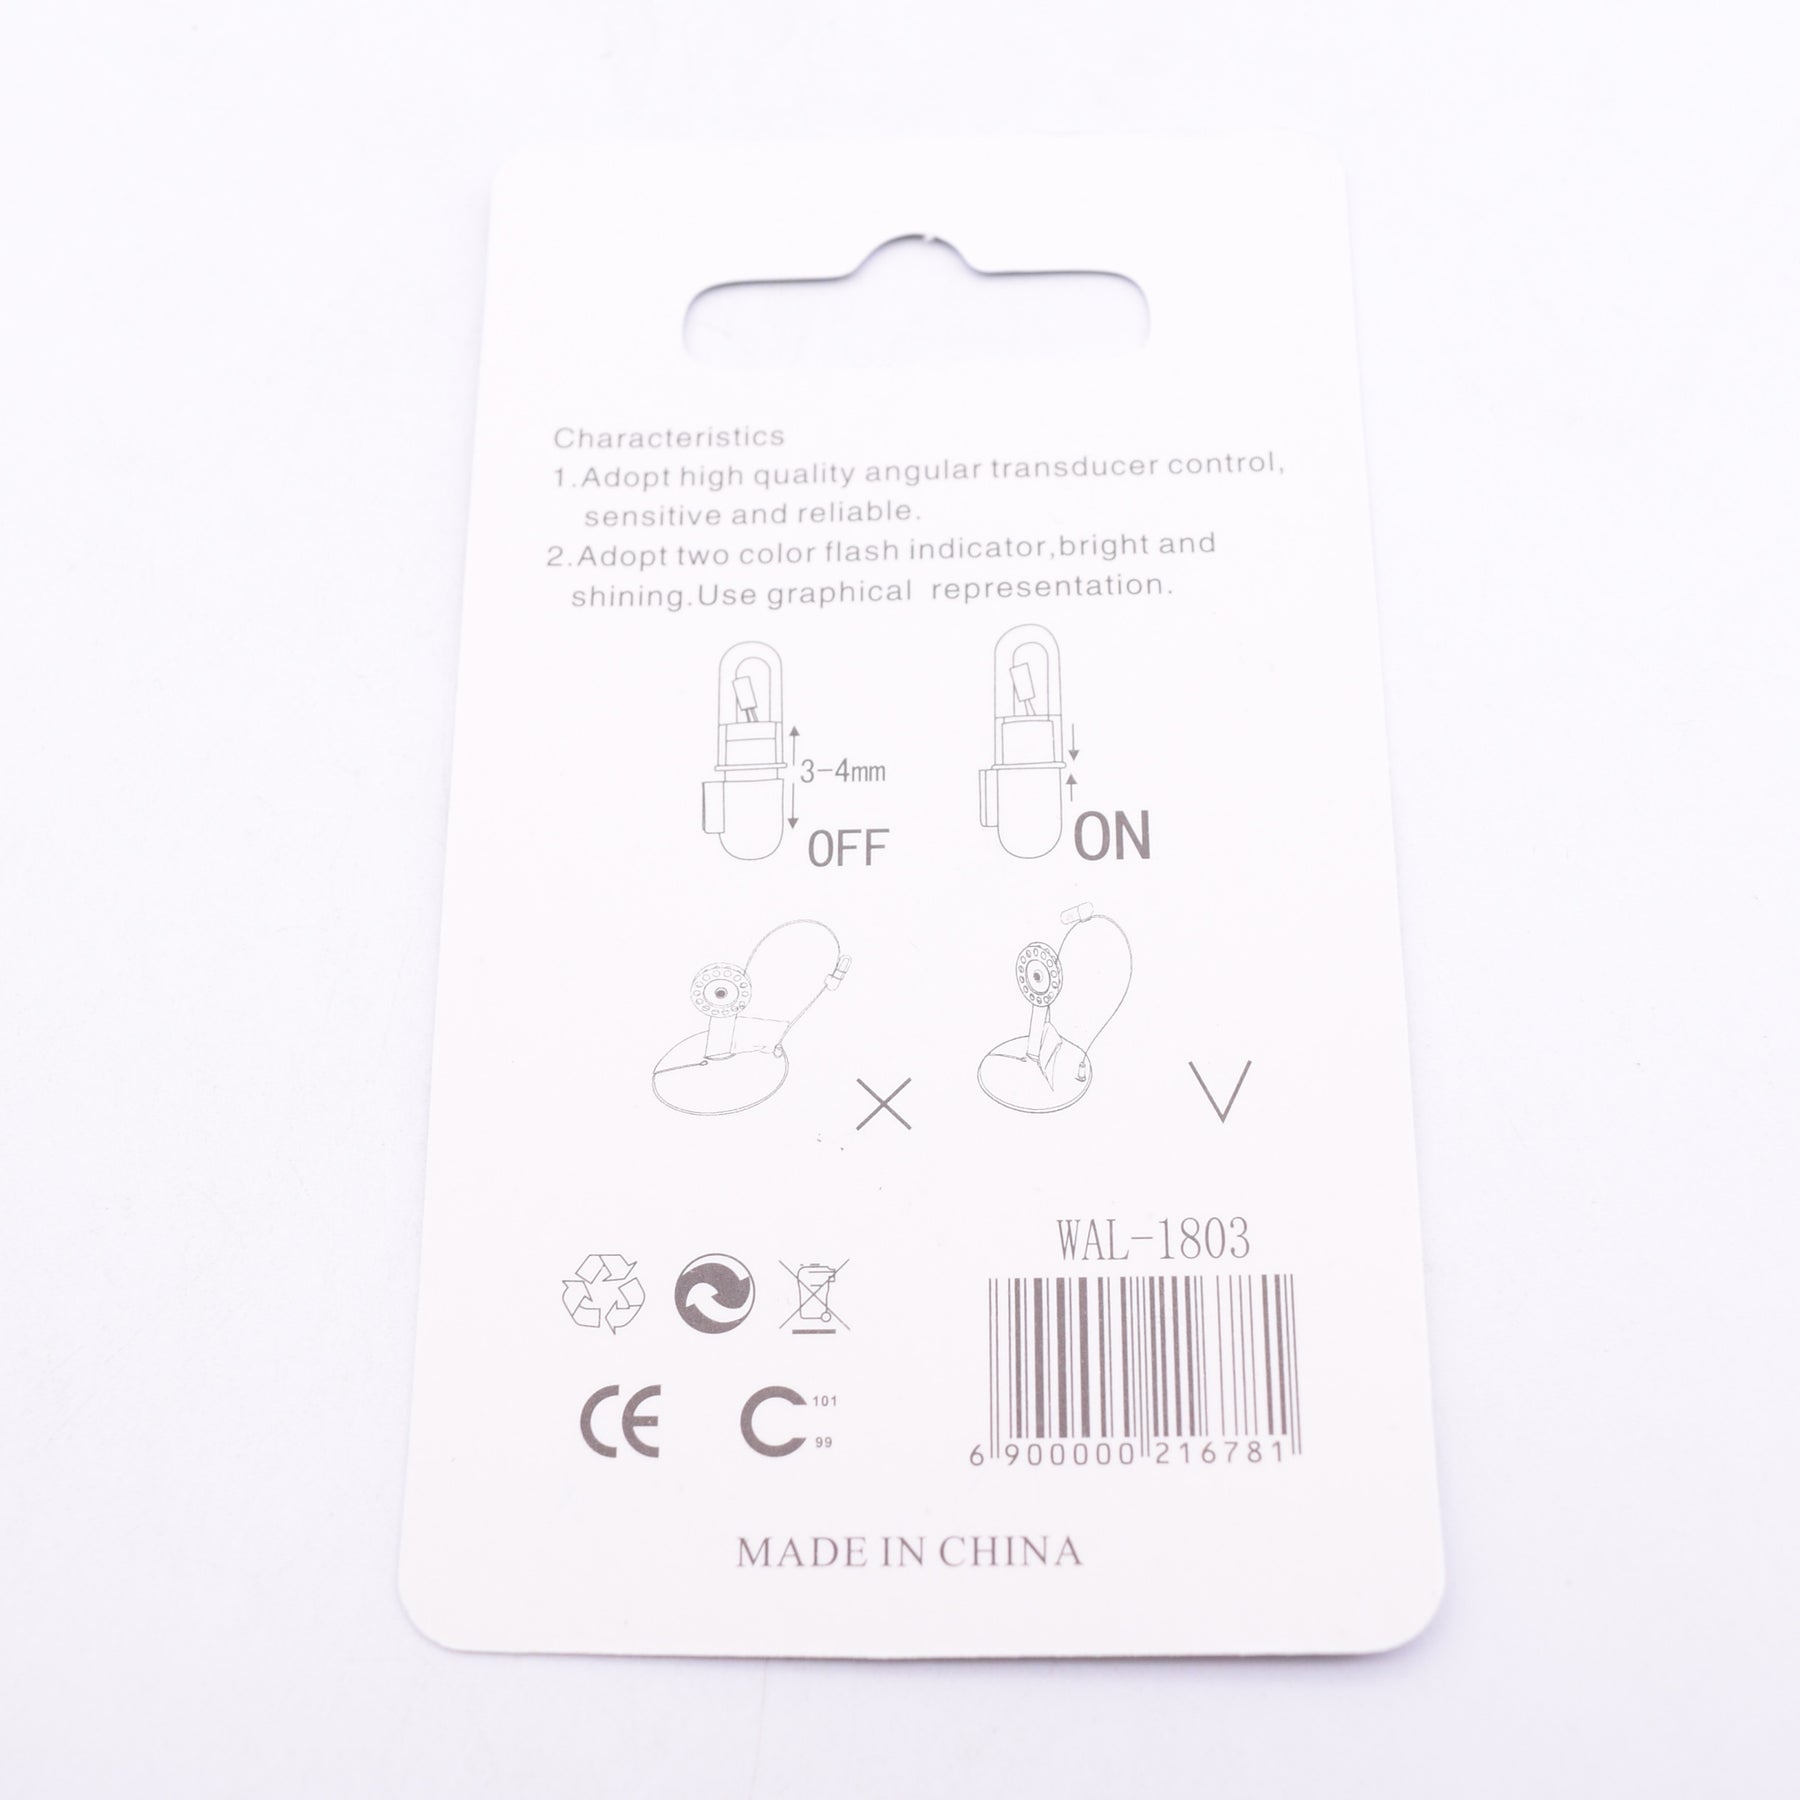 Characteristics
1.Adopt high quality angular transducer control,
sensitive and reliable.
2.Adopt two color flash indicator,bright and
shining.Use graphical representation.
3-4mm
OFF
ON
WAL-1803
CE
C 101
99
6 900000 216781
MADE IN CHINA